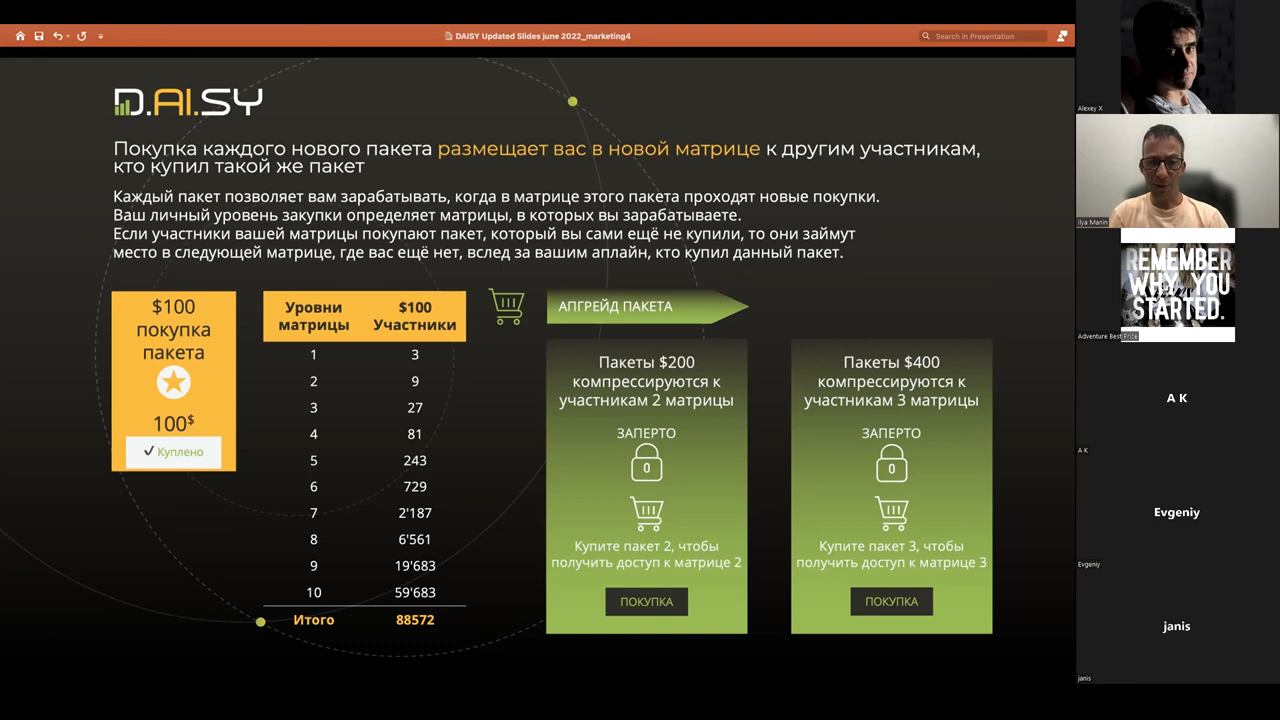 DAISY Updated Slides june 2022_marketing4
Search in Presentation
D.AI.SY
Покупка каждого нового пакета размещает вас в новой матрице к другим участникам,
кто купил такой же пакет
Каждый пакет позволяет вам зарабатывать, когда в матрице этого пакета проходят новые покупки.
Ваш личный уровень закупки определяет матрицы, в которых вы зарабатываете.
Если участники вашей матрицы покупают пакет, который вы сами ещё не купили, то они займут
место в следующей матрице, где вас ещё нет, вслед за вашим аплайн, кто купил данный пакет.
$100
покупка
пакета
100$
Куплено
Уровни матрицы $100 Участники
1 3
2 9
3 27
4 81
5 243
6 729
7 2'187
8 6'561
9 19'683
10 59'683
Итого 88572
АПГРЕЙД ПАКЕТА
Пакеты $200
компрессируются к
участникам 2 матрицы
ЗАПЕРТО
0
Купите пакет 2, чтобы
получить доступ к матрице 2
ПОКУПКА
Пакеты $400
компрессируются к
участникам 3 матрицы
ЗАПЕРТО
0
Купите пакет 3, чтобы
получить доступ к матрице 3
ПОКУПКА
Alexey X
Ilya Manin
REMEMBER
WHY YOU
STARTED.
Adventure Best Price
A K
A K
Evgeniy
Evgeniy
janis
janis